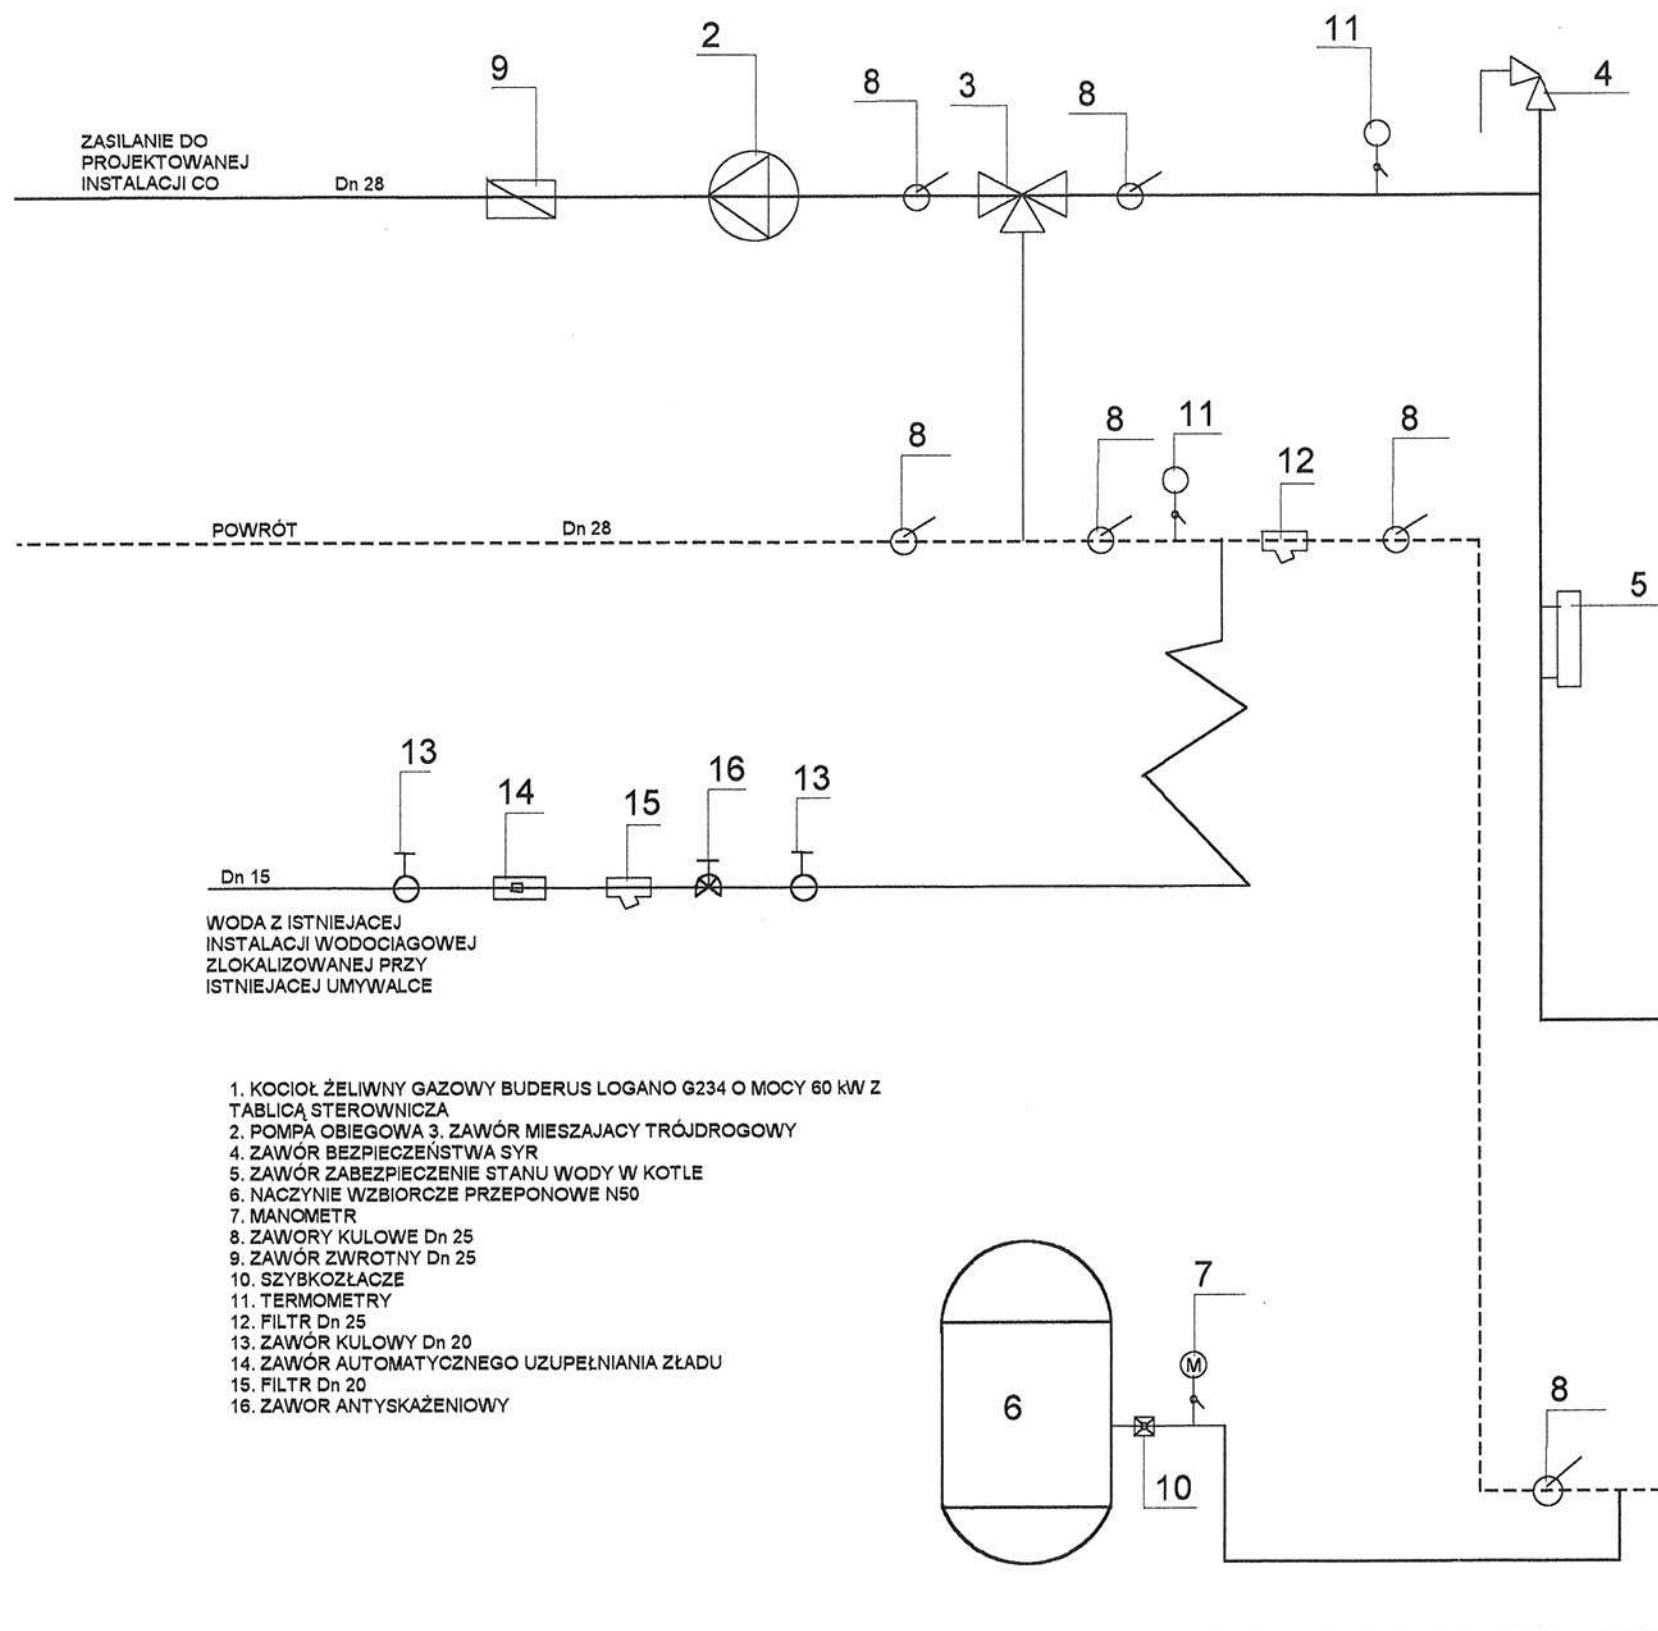 2
11
9
8
3
8
4
ZASILANIE DO
PROJEKTOWANEJ
INSTALACJI CO
Dn 28
8
8
11
12
8
POWRÓT
Dn 28
5
13
14
15
16
13
Dn 15
WODA Z ISTNIEJACEJ
INSTALACJI WODOCIAGOWEJ
ZLOKALIZOWANEJ PRZY
ISTNIEJACEJ UMYWALCE
1. KOCIOŁ ŻELIWNY GAZOWY BUDERUS LOGANO G234 O MOCY 60 kW Z
TABLICĄ STEROWNICZA
2. POMPA OBIEGOWA 3. ZAWÓR MIESZAJACY TRÓJDROGOWY
4. ZAWÓR BEZPIECZEŃSTWA SYR
5. ZAWÓR ZABEZPIECZENIE STANU WODY W KOTLE
6. NACZYNIE WZBIORCZE PRZEPONOWE N50
7. MANOMETR
8. ZAWORY KULOWE Dn 25
9. ZAWÓR ZWROTNY Dn 25
10. SZYBKOZŁACZE
11. TERMOMETRY
12. FILTR Dn 25
13. ZAWÓR KULOWY Dn 20
14. ZAWÓR AUTOMATYCZNEGO UZUPEŁNIANIA ZŁADU
15. FILTR Dn 20
16. ZAWOR ANTYSKAŻENIOWY
7
M
6
10
8